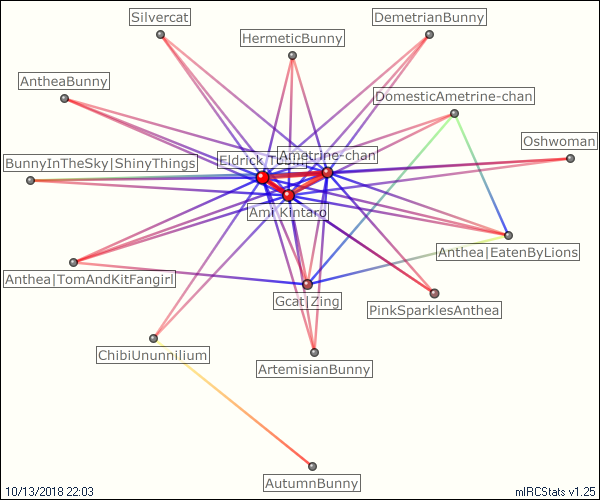 Silvercat
DemetrianBunny
HermeticBunny
AntheaBunny
DomesticAmetrine-chan
Oshwoman
Ametrine-chan
BunnyInTheSky|ShinyThings
Eldrick
Ami Kintaro
Anthea|EatenByLions
Anthea|TomAndKitFangirl
Gcat|Zing
PinkSparklesAnthea
ChibiUnunnilium
ArtemisianBunny
AutumnBunny
10/13/2018 22:03
mIRCStats v1.25